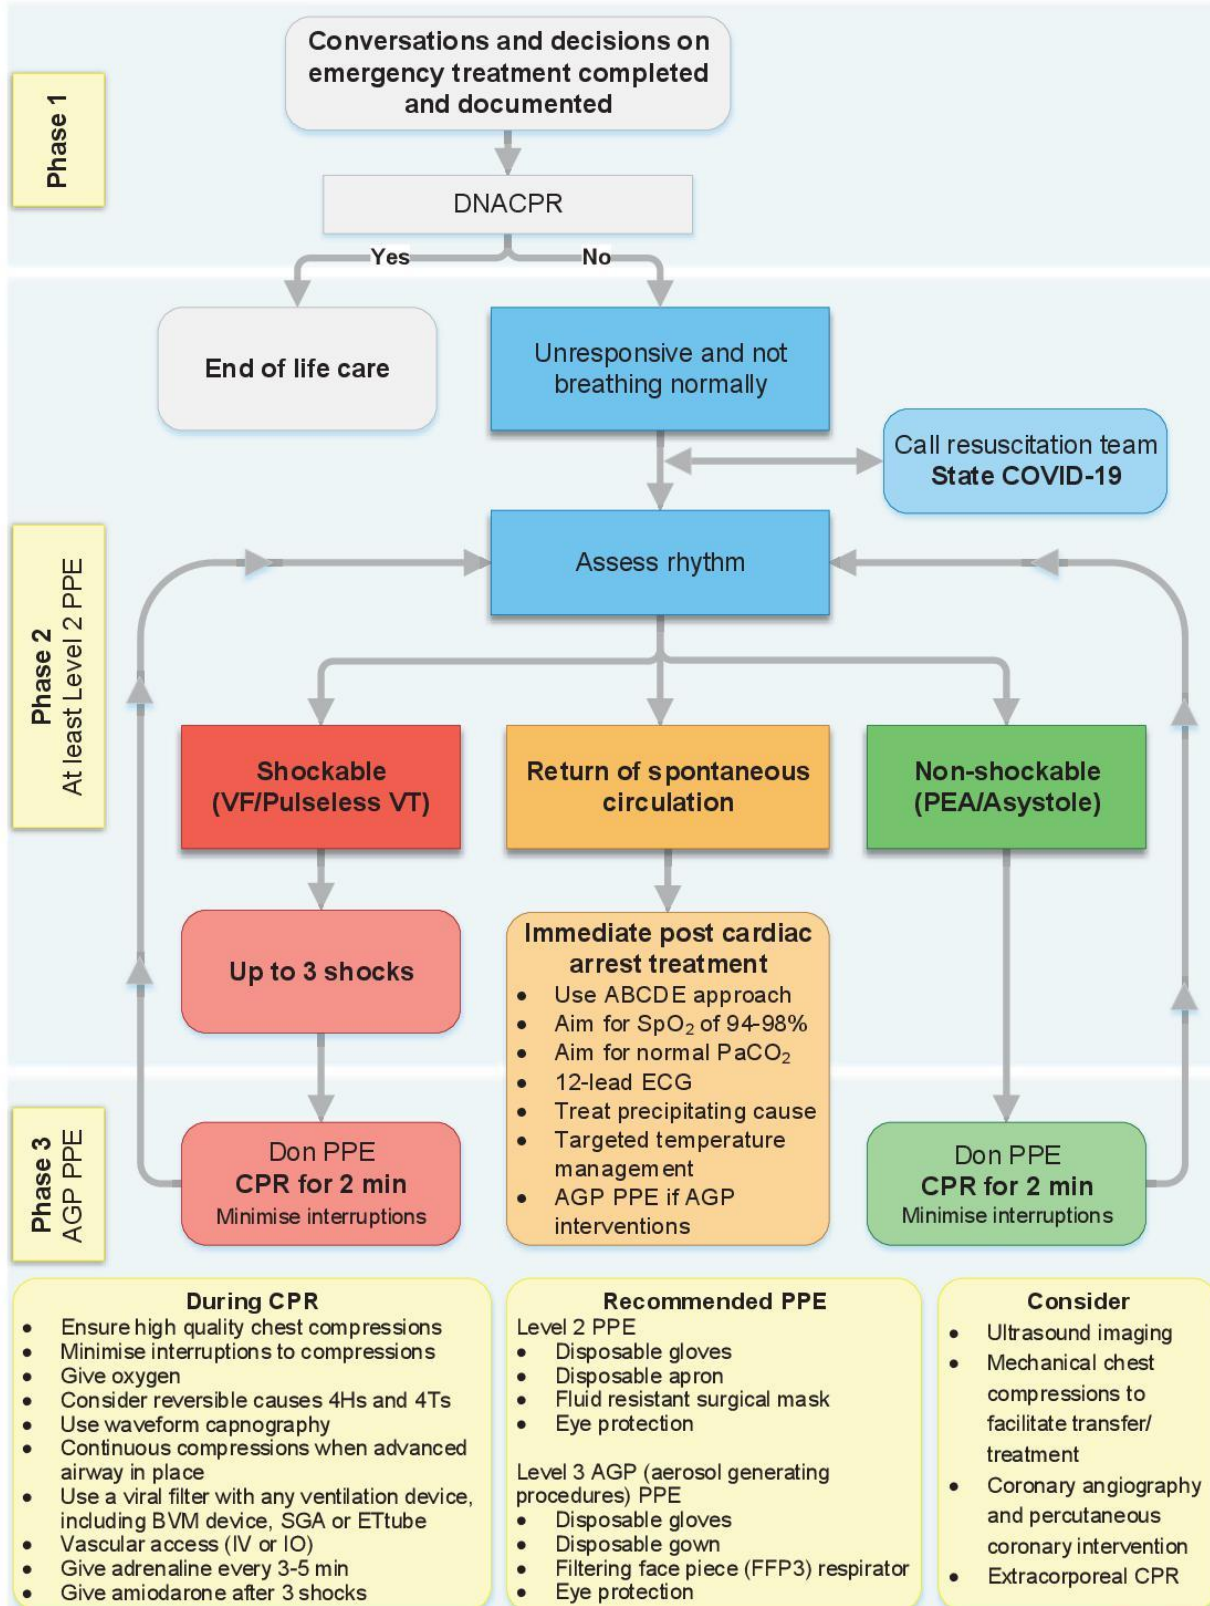 Phase 1
Conversations and decisions on
emergency treatment completed
and documented
DNACPR
Yes
No
Phase 2
At least Level 2 PPE
End of life care
Unresponsive and not
breathing normally
Call resuscitation team
State COVID-19
Assess rhythm
Shockable
(VF/Pulseless VT)
Return of spontaneous
circulation
Non-shockable
(PEA/Asystole)
Up to 3 shocks
Immediate post cardiac
arrest treatment
• Use ABCDE approach
• Aim for SpO₂ of 94-98%
• Aim for normal PaCO₂
• 12-lead ECG
• Treat precipitating cause
• Targeted temperature
management
• AGP PPE if AGP
interventions
Phase 3
AGP PPE
Don PPE
CPR for 2 min
Minimise interruptions
Don PPE
CPR for 2 min
Minimise interruptions
During CPR
• Ensure high quality chest compressions
• Minimise interruptions to compressions
• Give oxygen
• Consider reversible causes 4Hs and 4Ts
• Use waveform capnography
• Continuous compressions when advanced
airway in place
• Use a viral filter with any ventilation device,
including BVM device, SGA or ETtube
• Vascular access (IV or IO)
• Give adrenaline every 3-5 min
• Give amiodarone after 3 shocks
Recommended PPE
Level 2 PPE
• Disposable gloves
• Disposable apron
• Fluid resistant surgical mask
• Eye protection
Level 3 AGP (aerosol generating
procedures) PPE
• Disposable gloves
• Disposable gown
• Filtering face piece (FFP3) respirator
• Eye protection
Consider
• Ultrasound imaging
• Mechanical chest
compressions to
facilitate transfer/
treatment
• Coronary angiography
and percutaneous
coronary intervention
• Extracorporeal CPR